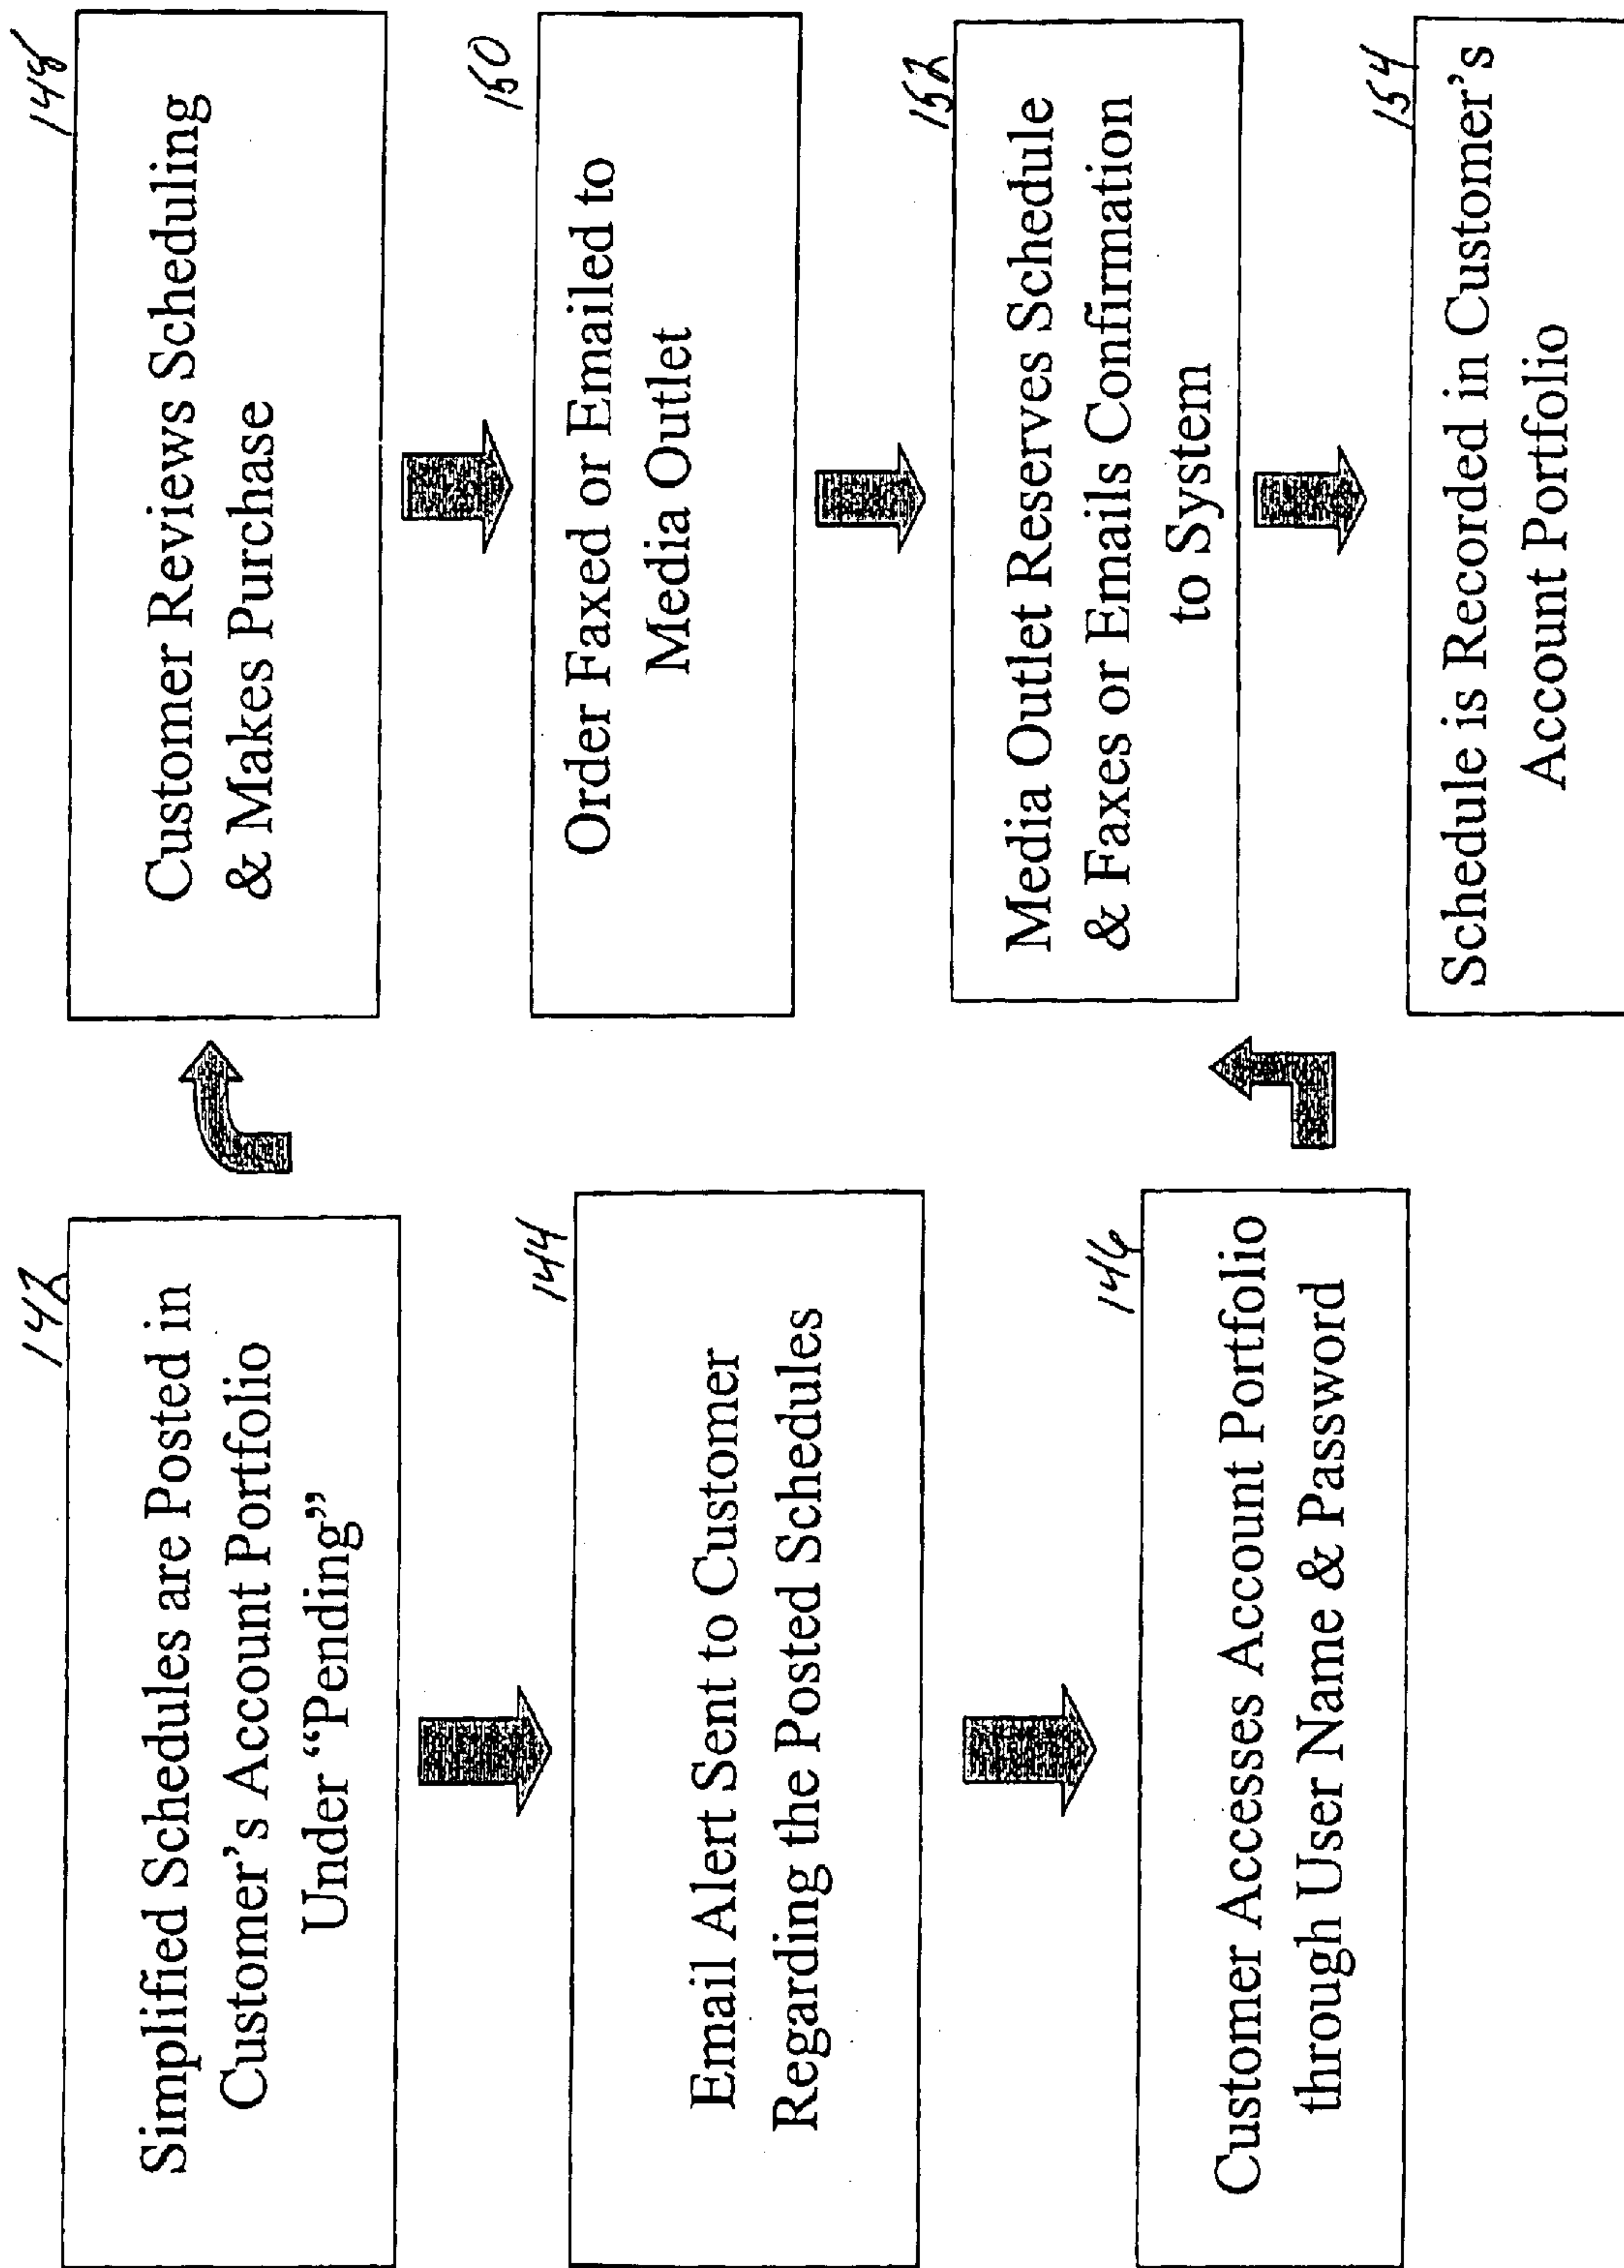 142
Simplified Schedules are Posted in
Customer's Account Portfolio
Under “Pending”
144
Email Alert Sent to Customer
Regarding the Posted Schedules
146
Customer Accesses Account Portfolio
through User Name & Password
148
Customer Reviews Scheduling
& Makes Purchase
150
Order Faxed or Emailed to
Media Outlet
152
Media Outlet Reserves Schedule
& Faxes or Emails Confirmation
to System
154
Schedule is Recorded in Customer's
Account Portfolio